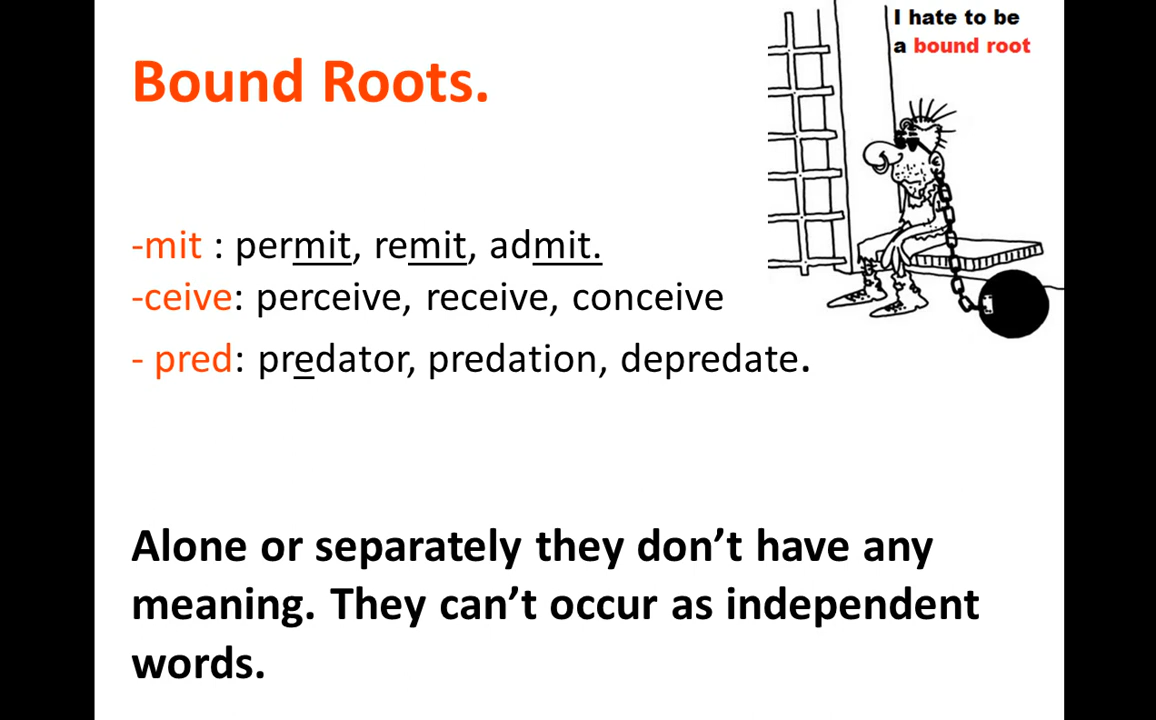 I hate to be
a bound root
Bound Roots.
-mit : permit, remit, admit.
-ceive: perceive, receive, conceive
- pred: predator, predation, depredate.
Alone or separately they don’t have any
meaning. They can’t occur as independent
words.